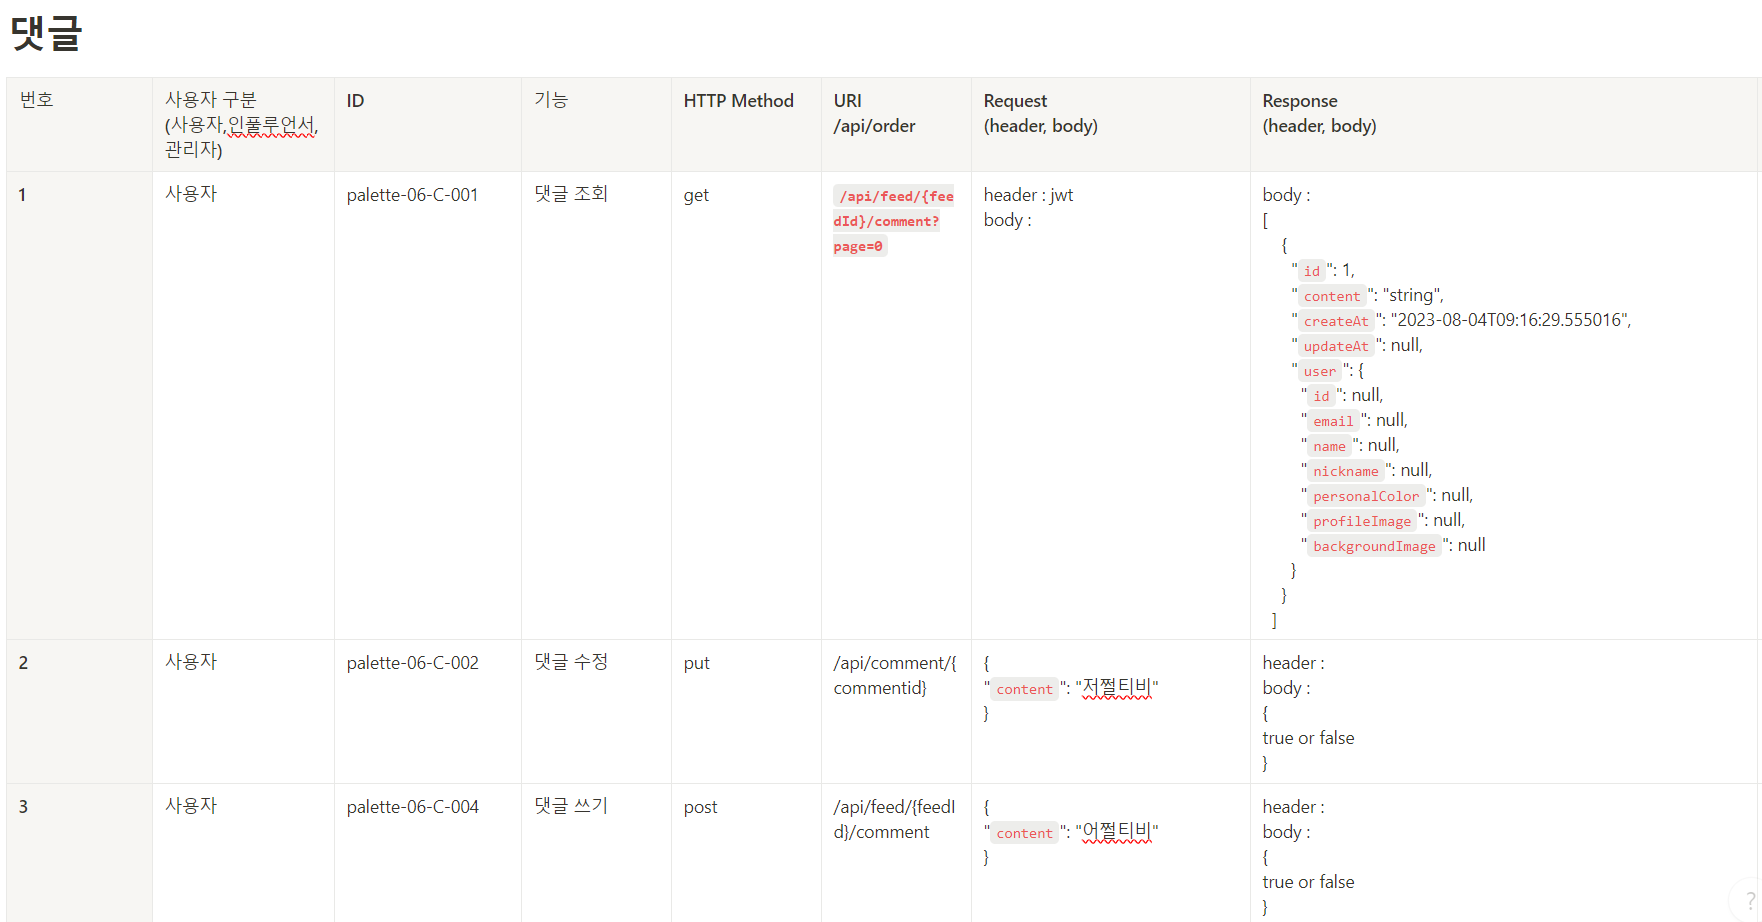 댓글
번호
사용자 구분
(사용자,인풀루언서,
관리자)
ID
기능
HTTP Method
URI
/api/order
Request
(header, body)
Response
(header, body)
1
사용자
palette-06-C-001
댓글 조회
get
/api/feed/{fee
dId}/comment?
page=0
header : jwt
body :
body :
[
{
"id": 1,
"content": "string",
"createAt": "2023-08-04T09:16:29.555016",
"updateAt": null,
"user": {
"id": null,
"email": null,
"name": null,
"nickname": null,
"personalColor": null,
"profileImage": null,
"backgroundImage": null
}
}
]
2
사용자
palette-06-C-002
댓글 수정
put
/api/comment/{
commentid}
{
"content": "저쩔티비"
}
header :
body :
{
true or false
}
3
사용자
palette-06-C-004
댓글 쓰기
post
/api/feed/{feedI
d}/comment
{
"content": "어쩔티비"
}
header :
body :
{
true or false
}
?